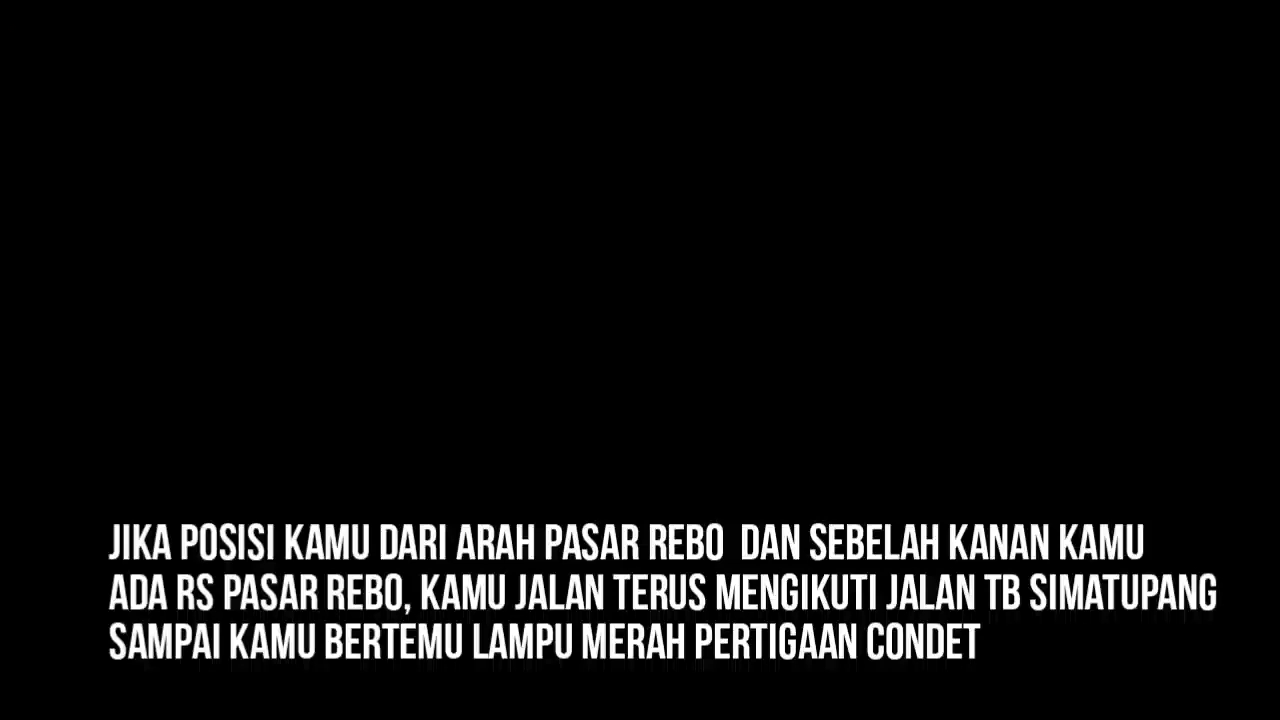 JIKA POSISI KAMU DARI ARAH PASAR REBO DAN SEBELAH KANAN KAMU
ADA RS PASAR REBO, KAMU JALAN TERUS MENGIKUTI JALAN TB SIMATUPANG
SAMPAI KAMU BERTEMU LAMPU MERAH PERTIGAAN CONDET